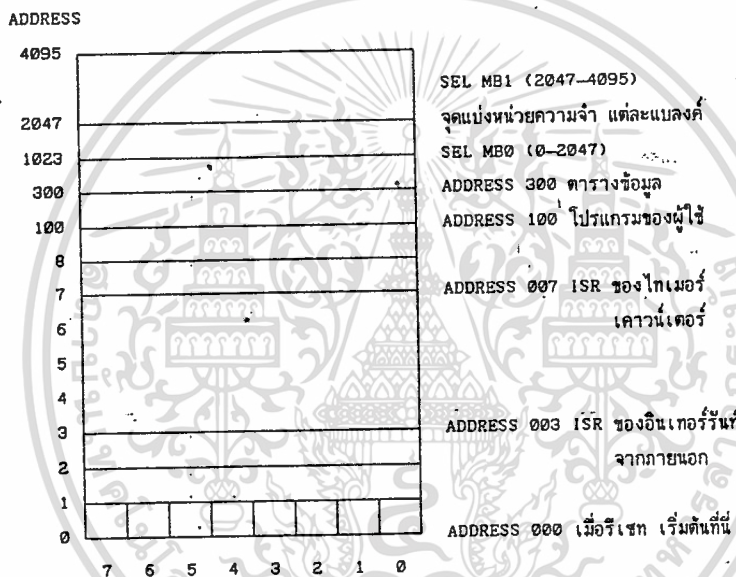 ADDRESS
4095
SEL MB1 (2047-4095)
จุดแบ่งหน่วยความจำ แต่ละแบลงค์
2047
1023
SEL MB0 (0-2047)
300
ADDRESS 300 ตารางข้อมูล
100
ADDRESS 100 โปรแกรมของผู้ใช้
8
7
ADDRESS 007 ISR ของไทเมอร์
เคาวน์เตอร์
6
5
4
3
ADDRESS 003 ISR ของอินเทอร์รันท์
จากภายนอก
2
1
0
ADDRESS 000 เมื่อรีเซท เริ่มต้นที่นี่
7 6 5 4 3 2 1 0